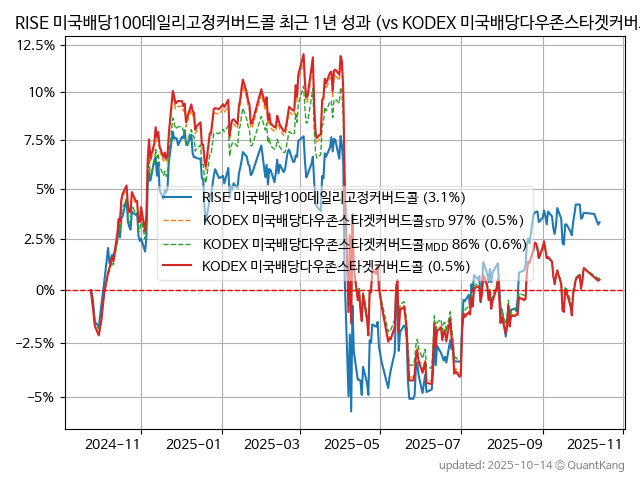 RISE 미국배당100데일리고정커버드콜 최근 1년 성과 (vs KODEX 미국배당다우존스타겟커버
12.5%
10%
7.5%
5%
2.5%
0%
−2.5%
−5%
RISE 미국배당100데일리고정커버드콜 (3.1%)
KODEX 미국배당다우존스타겟커버드콜STD 97% (0.5%)
KODEX 미국배당다우존스타겟커버드콜MDD 86% (0.6%)
KODEX 미국배당다우존스타겟커버드콜 (0.5%)
2024-11 2025-01 2025-03 2025-05 2025-07 2025-09 2025-11
updated: 2025-10-14 © QuantKang